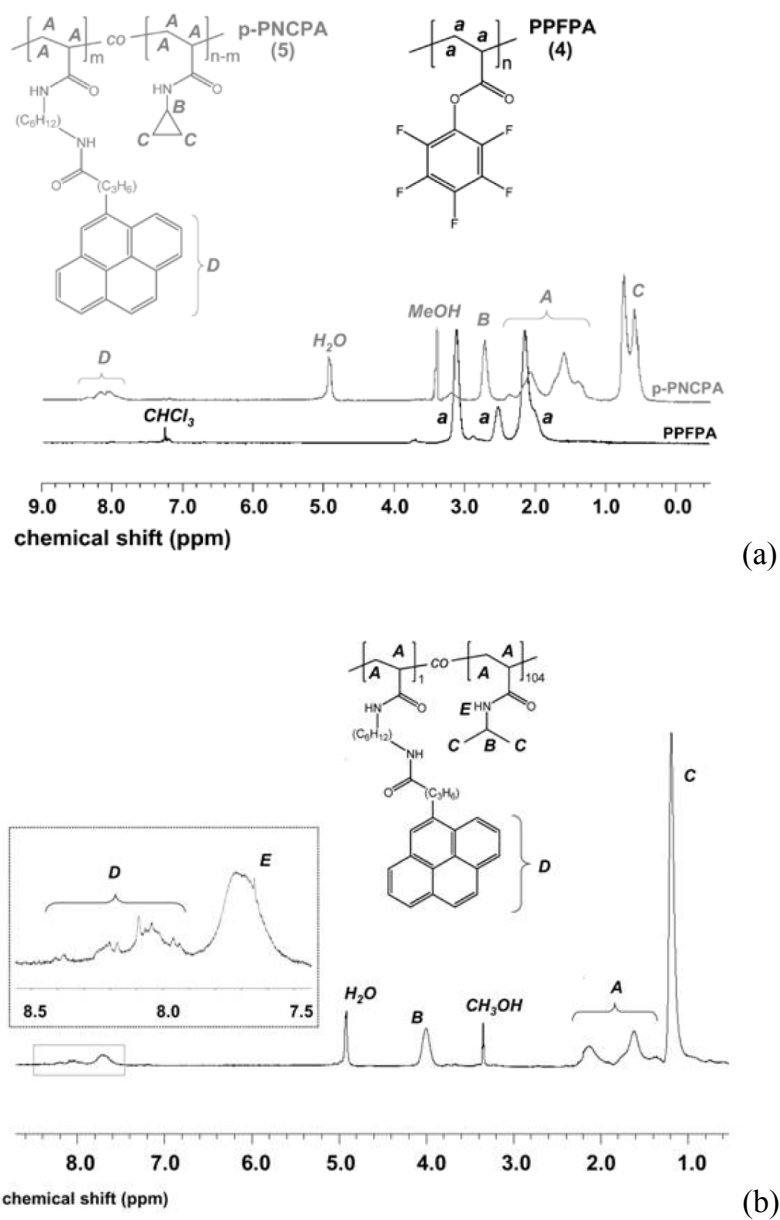 A A A A
A CO A p-PNCPA
m n-m (5)
HN O HN O
B
(C6H12) NH C C
O (C3H6)
D
a a PPFPA
a n (4)
O O
F F
F F
F
D H2O MeOH B A C
p-PNCPA
CHCl3 a a a PPFPA
9.0 8.0 7.0 6.0 5.0 4.0 3.0 2.0 1.0 0.0
chemical shift (ppm)
(a)
A A
A 1 CO A 104
HN O E HN O
(C6H12) NH C B C
O (C3H6)
D
C
D E
8.5 8.0 7.5
H2O B CH3OH A
8.0 7.0 6.0 5.0 4.0 3.0 2.0 1.0
chemical shift (ppm)
(b)